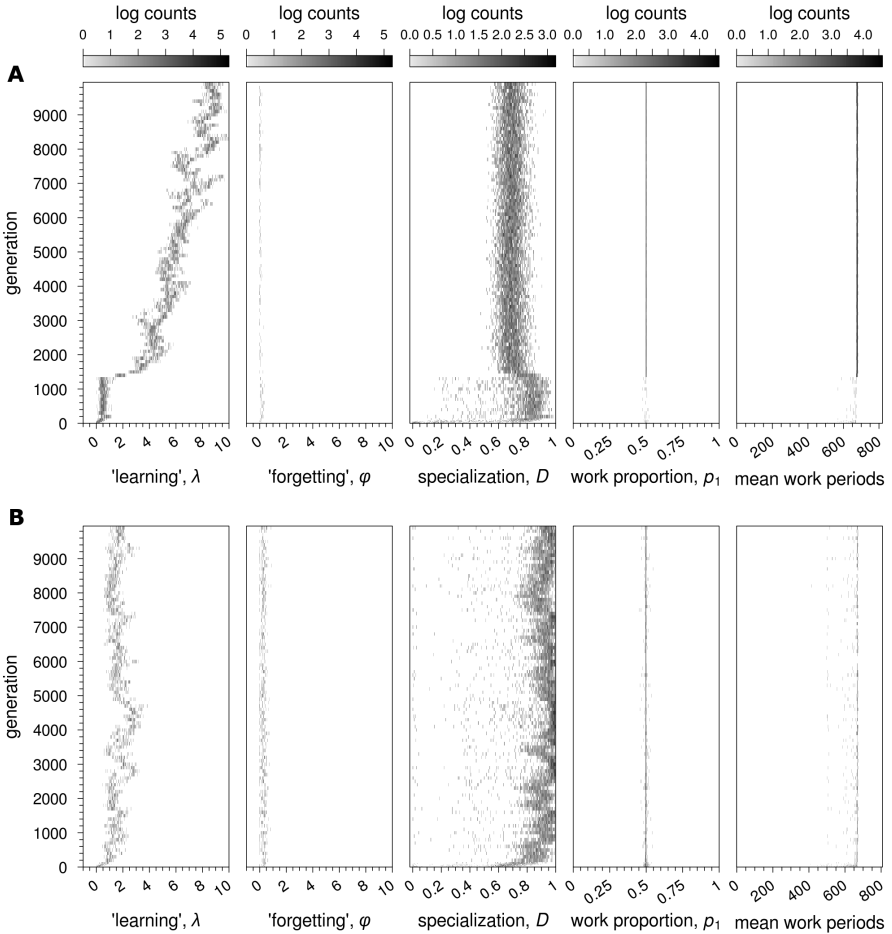 log counts log counts log counts log counts log counts
0 1 2 3 4 5 0 1 2 3 4 5 0.0 0.5 1.0 1.5 2.0 2.5 3.0 0.0 1.0 2.0 3.0 4.0 0.0 1.0 2.0 3.0 4.0
A
9000
8000
7000
6000
5000
4000
3000
2000
1000
0
generation
0 2 4 6 8 10 0 2 4 6 8 10 0 0.2 0.4 0.6 0.8 1 0 0.25 0.5 0.75 1 0 200 400 600 800
'learning', λ 'forgetting', φ specialization, D work proportion, p₁ mean work periods
B
9000
8000
7000
6000
5000
4000
3000
2000
1000
0
generation
0 2 4 6 8 10 0 2 4 6 8 10 0 0.2 0.4 0.6 0.8 1 0 0.25 0.5 0.75 1 0 200 400 600 800
'learning', λ 'forgetting', φ specialization, D work proportion, p₁ mean work periods